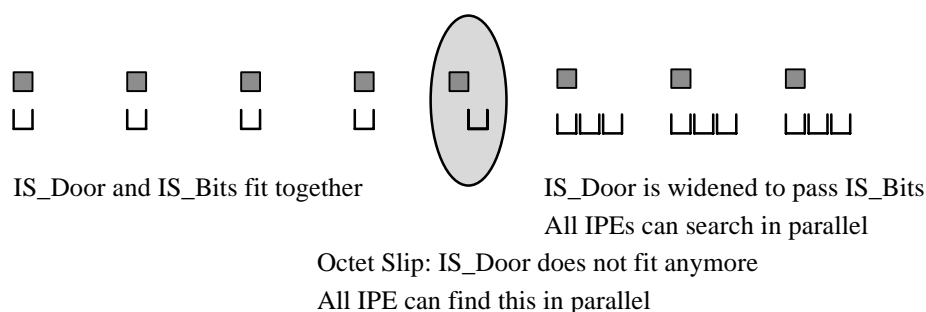 IS_Door and IS_Bits fit together
IS_Door is widened to pass IS_Bits
All IPEs can search in parallel
Octet Slip: IS_Door does not fit anymore
All IPE can find this in parallel